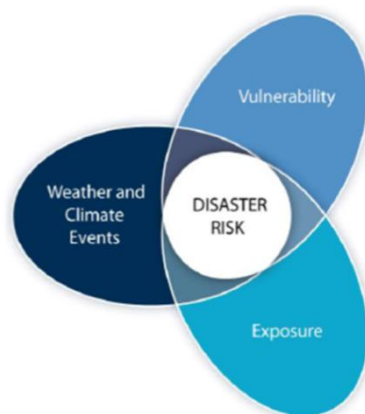 Vulnerability
Weather and
Climate
Events
DISASTER
RISK
Exposure